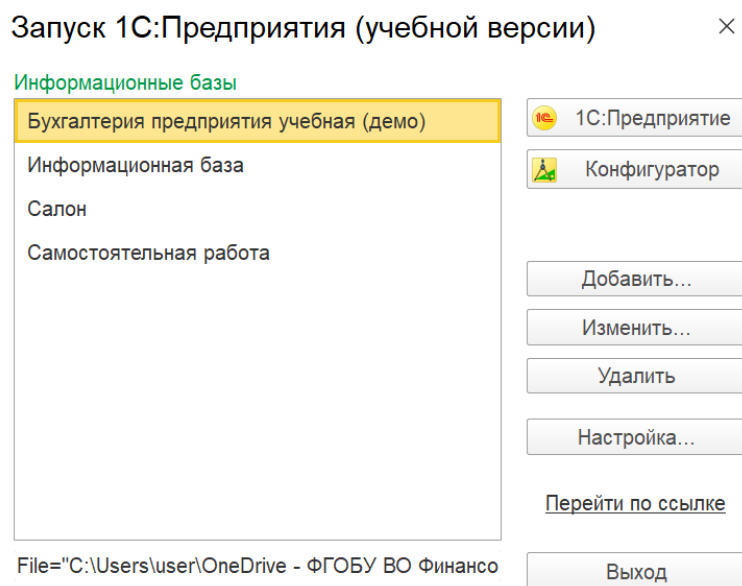 Запуск 1С:Предприятия (учебной версии)
Информационные базы
Бухгалтерия предприятия учебная (демо)
Информационная база
Салон
Самостоятельная работа
1С:Предприятие
Конфигуратор
Добавить...
Изменить...
Удалить
Настройка...
Перейти по ссылке
File="C:\Users\user\OneDrive - ФГОБУ ВО Финансо
Выход